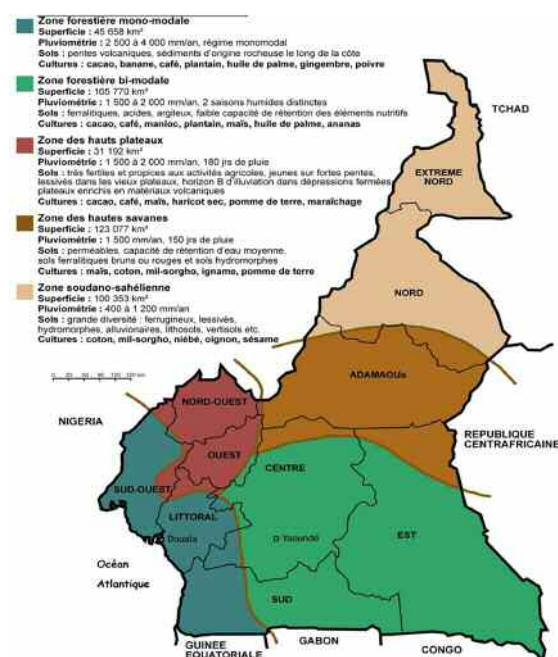 Zone forestière mono-modale
Superficie : 45 658 km²
Pluviométrie : 2 500 à 4 000 mm/an, régime monomodal
Sols : pentes volcaniques, sédiments d'origine rocheuse le long de la côte
Cultures : cacao, banane, café, plantain, huile de palme, gingembre, poivre
Zone forestière bi-modale
Superficie : 165 770 km²
Pluviométrie : 1 500 à 2 000 mm/an, 2 saisons humides distinctes
Sols : ferralitiques, acides, argileux, faible capacité de rétention des éléments nutritifs
Cultures : cacao, café, manioc, plantain, maïs, huile de palme, ananas
Zone des hauts plateaux
Superficie : 31 192 km²
Pluviométrie : 1 500 à 2 000 mm/an, 180 jrs de pluie
Sols : très fertiles et propices aux activités agricoles, jeunes sur fortes pentes,
lessivés dans les vieux plateaux, horizon B d'illuviation dans dépressions fermées,
plateaux enrichis en matériaux volcaniques
Cultures : cacao, café, maïs, haricot sec, pomme de terre, maraîchage
Zone des hautes savanes
Superficie : 123 077 km²
Pluviométrie : 1 500 mm/an, 150 jrs de pluie
Sols : perméables, capacité de rétention d'eau moyenne,
sols ferralitiques bruns ou rouges et sols hydromorphes
Cultures : maïs, coton, mil-sorgho, igname, pomme de terre
Zone soudano-sahélienne
Superficie : 100 353 km²
Pluviométrie : 400 à 1 200 mm/an
Sols : grande diversité : ferrugineux, lessivés,
hydromorphes, alluvionaires, lithosols, vertisols etc.
Cultures : coton, mil-sorgho, niébé, oignon, sésame
TCHAD
EXTREME
NORD
NORD
ADAMAOUa
NIGERIA
NORD-OUEST
REPUBLIQUE
CENTRAFRICAINE
OUEST
CENTRE
SUD-OUEST
LITTORAL
Douala
Yaoundé
EST
Océan
Atlantique
SUD
GUINEE
EQUATORIALE
GABON
CONGO